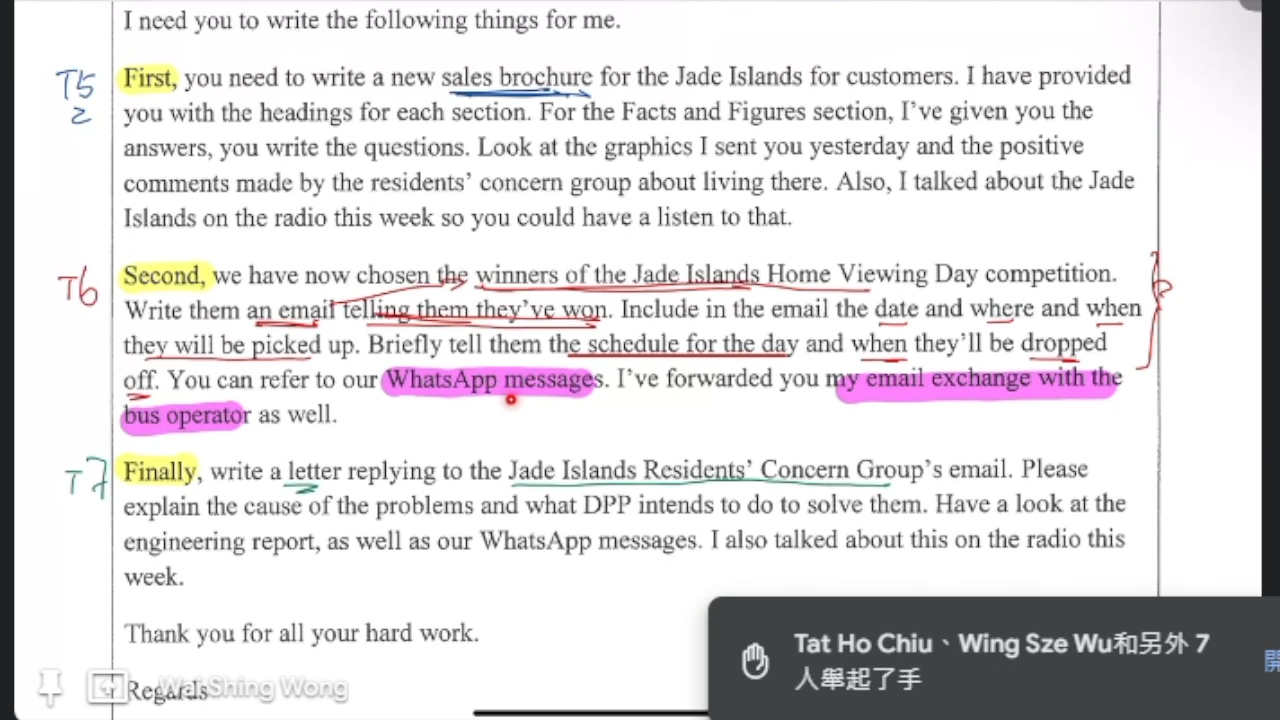 I need you to write the following things for me.
T5
First, you need to write a new sales brochure for the Jade Islands for customers. I have provided
2
you with the headings for each section. For the Facts and Figures section, I've given you the
answers, you write the questions. Look at the graphics I sent you yesterday and the positive
comments made by the residents' concern group about living there. Also, I talked about the Jade
Islands on the radio this week so you could have a listen to that.
T6
Second, we have now chosen the winners of the Jade Islands Home Viewing Day competition.
Write them an email telling them they've won. Include in the email the date and where and when
they will be picked up. Briefly tell them the schedule for the day and when they'll be dropped
off. You can refer to our WhatsApp messages. I've forwarded you my email exchange with the
bus operator as well.
T7
Finally, write a letter replying to the Jade Islands Residents' Concern Group's email. Please
explain the cause of the problems and what DPP intends to do to solve them. Have a look at the
engineering report, as well as our WhatsApp messages. I also talked about this on the radio this
week.
Thank you for all your hard work.
Regards
Wai Shing Wong
Tat Ho Chiu、Wing Sze Wu和另外 7
人舉起了手
開